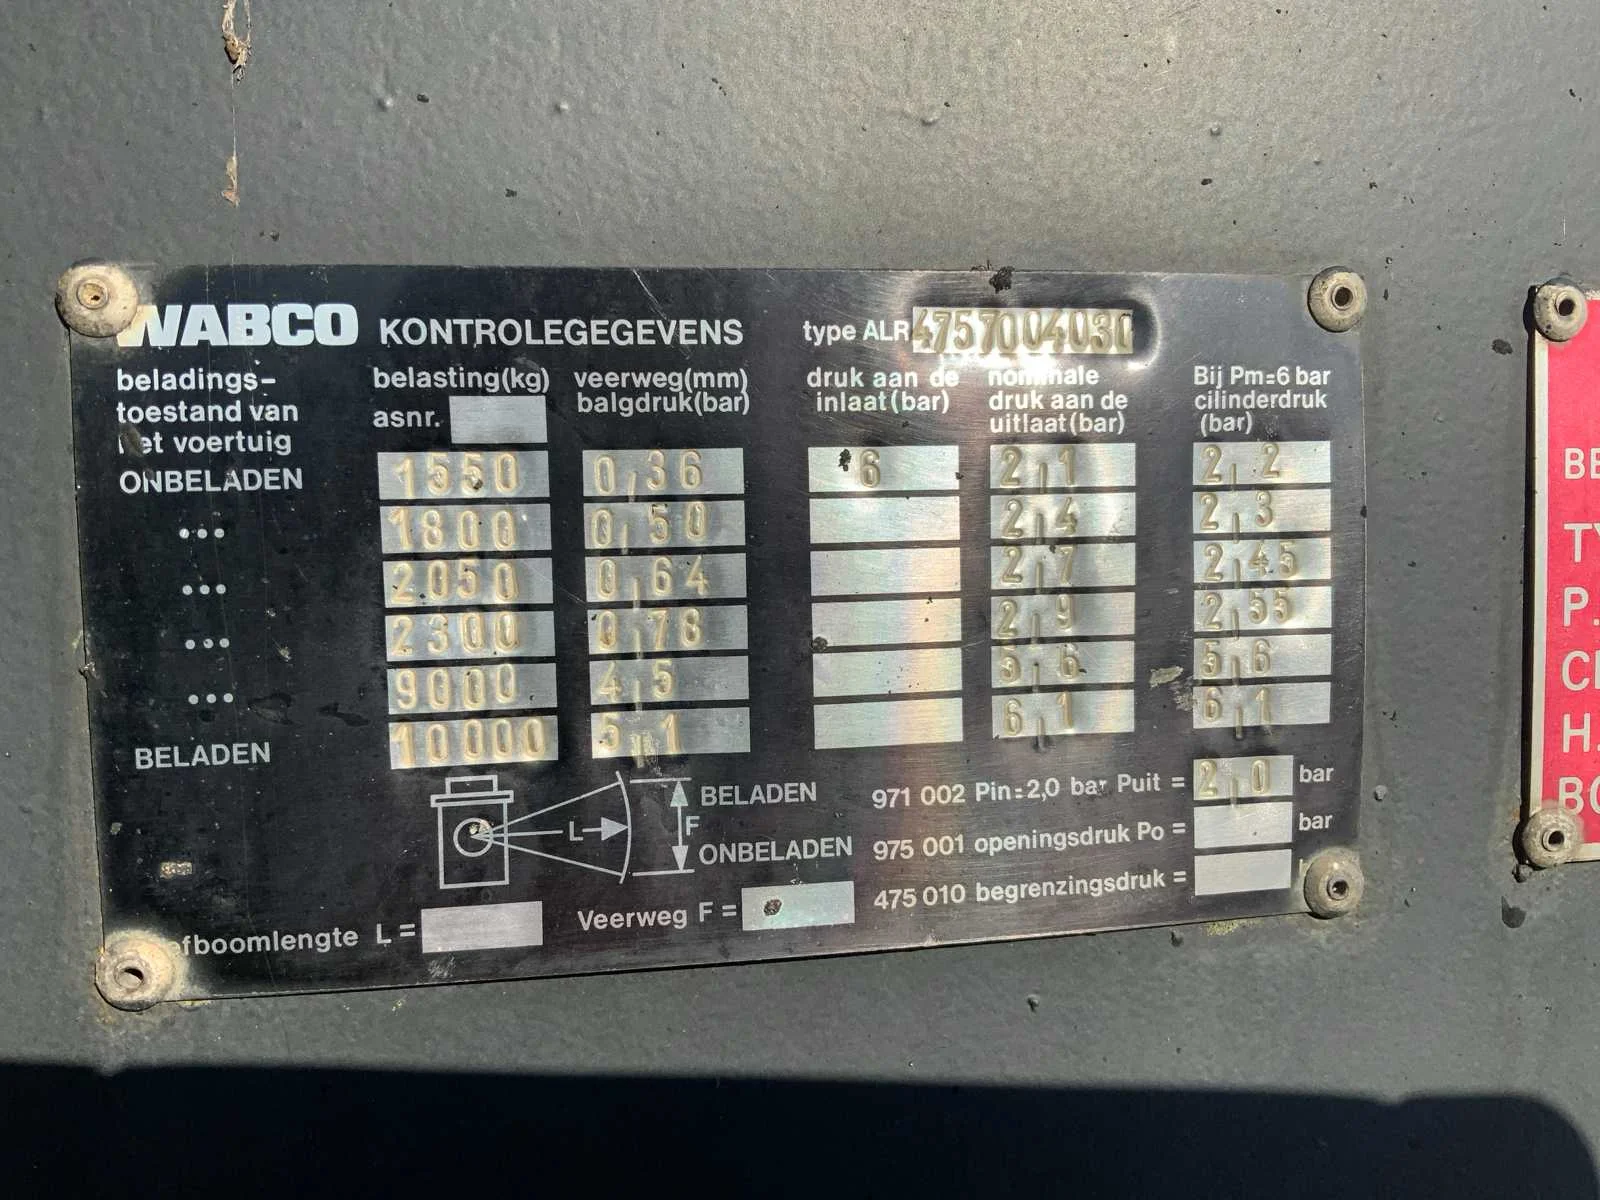 WABCO KONTROLEGEGEVENS type ALR 4757004030
beladings- belasting(kg) veerweg(mm) druk aan de nominale Bij Pm=6 bar
toestand van asnr. balgdruk(bar) inlaat(bar) druk aan de cilinderdruk
het voertuig uitlaat(bar) (bar)
ONBELADEN 1550 0,36 6 2,1 2,2
... 1800 0,50 2,4 2,3
... 2050 0,64 2,7 2,45
... 2300 0,78 2,9 2,55
... 9000 4,5 5,6 5,6
BELADEN 10000 5,1 6,1 6,1
BELADEN 971 002 Pin=2,0 bar Puit = 2,0 bar
L F
ONBELADEN 975 001 openingsdruk Po = bar
475 010 begrenzingsdruk =
efboomlengte L = Veerweg F =
BE
TY
P.
H.
BO